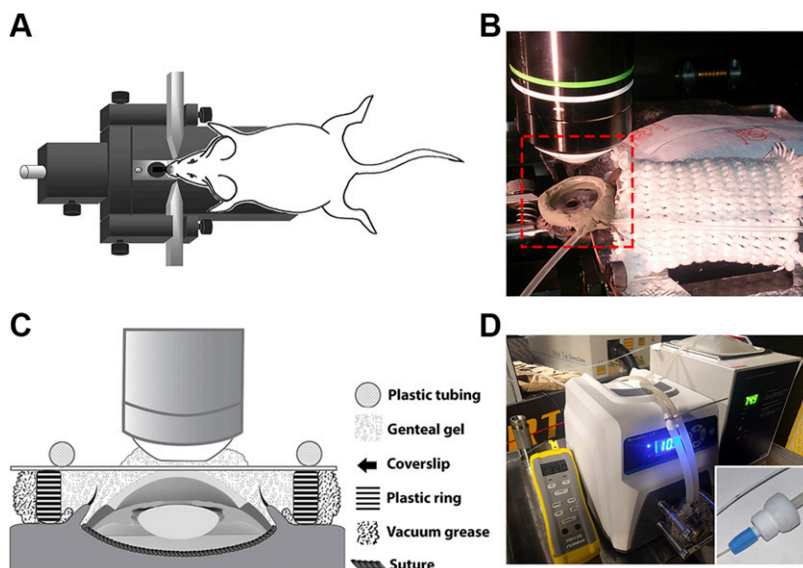 A
B
C
D
Plastic tubing
Genteal gel
Coverslip
Plastic ring
Vacuum grease
Suture